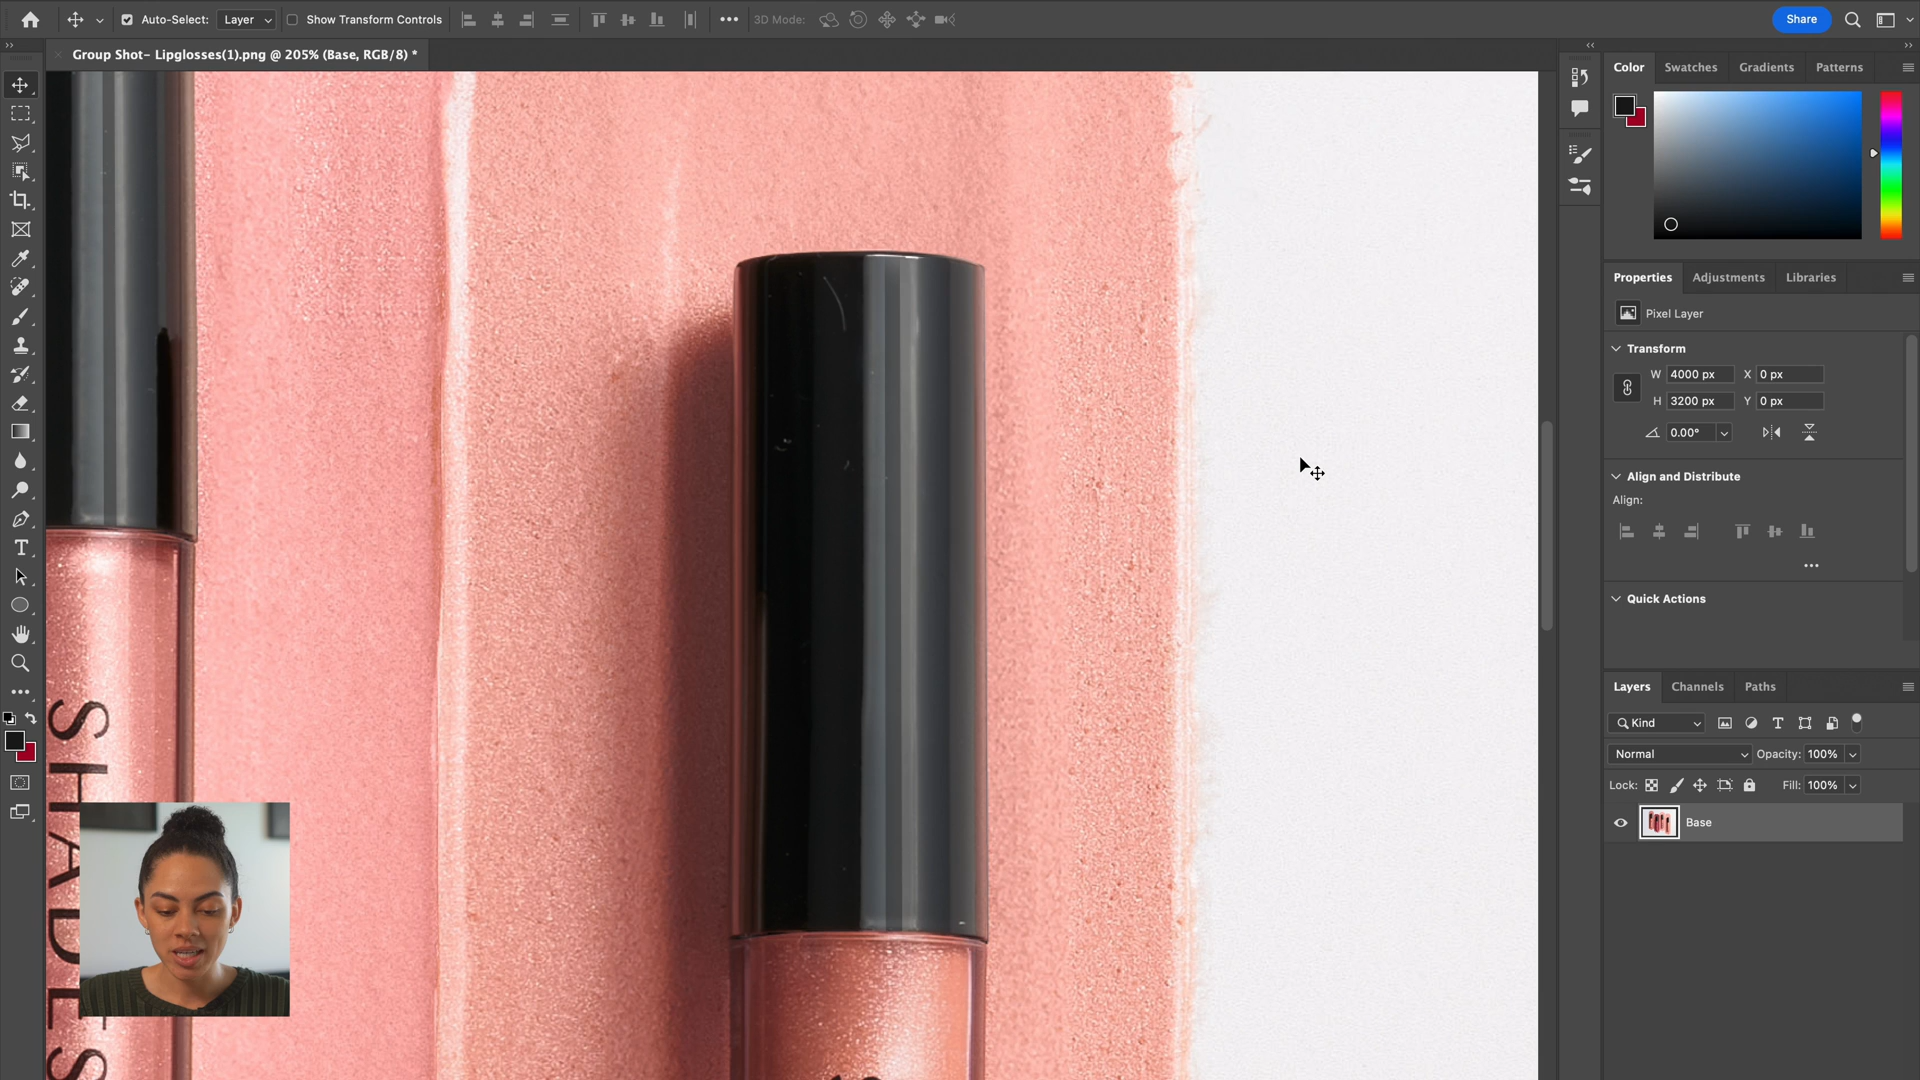 Auto-Select: Layer Show Transform Controls 3D Mode: Share
Group Shot- Lipglosses(1).png @ 205% (Base, RGB/8) *
Color Swatches Gradients Patterns
Properties Adjustments Libraries
Pixel Layer
Transform
W 4000 px X 0 px
H 3200 px Y 0 px
0.00°
Align and Distribute
Align:
Quick Actions
Layers Channels Paths
Kind
Normal Opacity: 100%
Lock: Fill: 100%
Base
SHADES
S